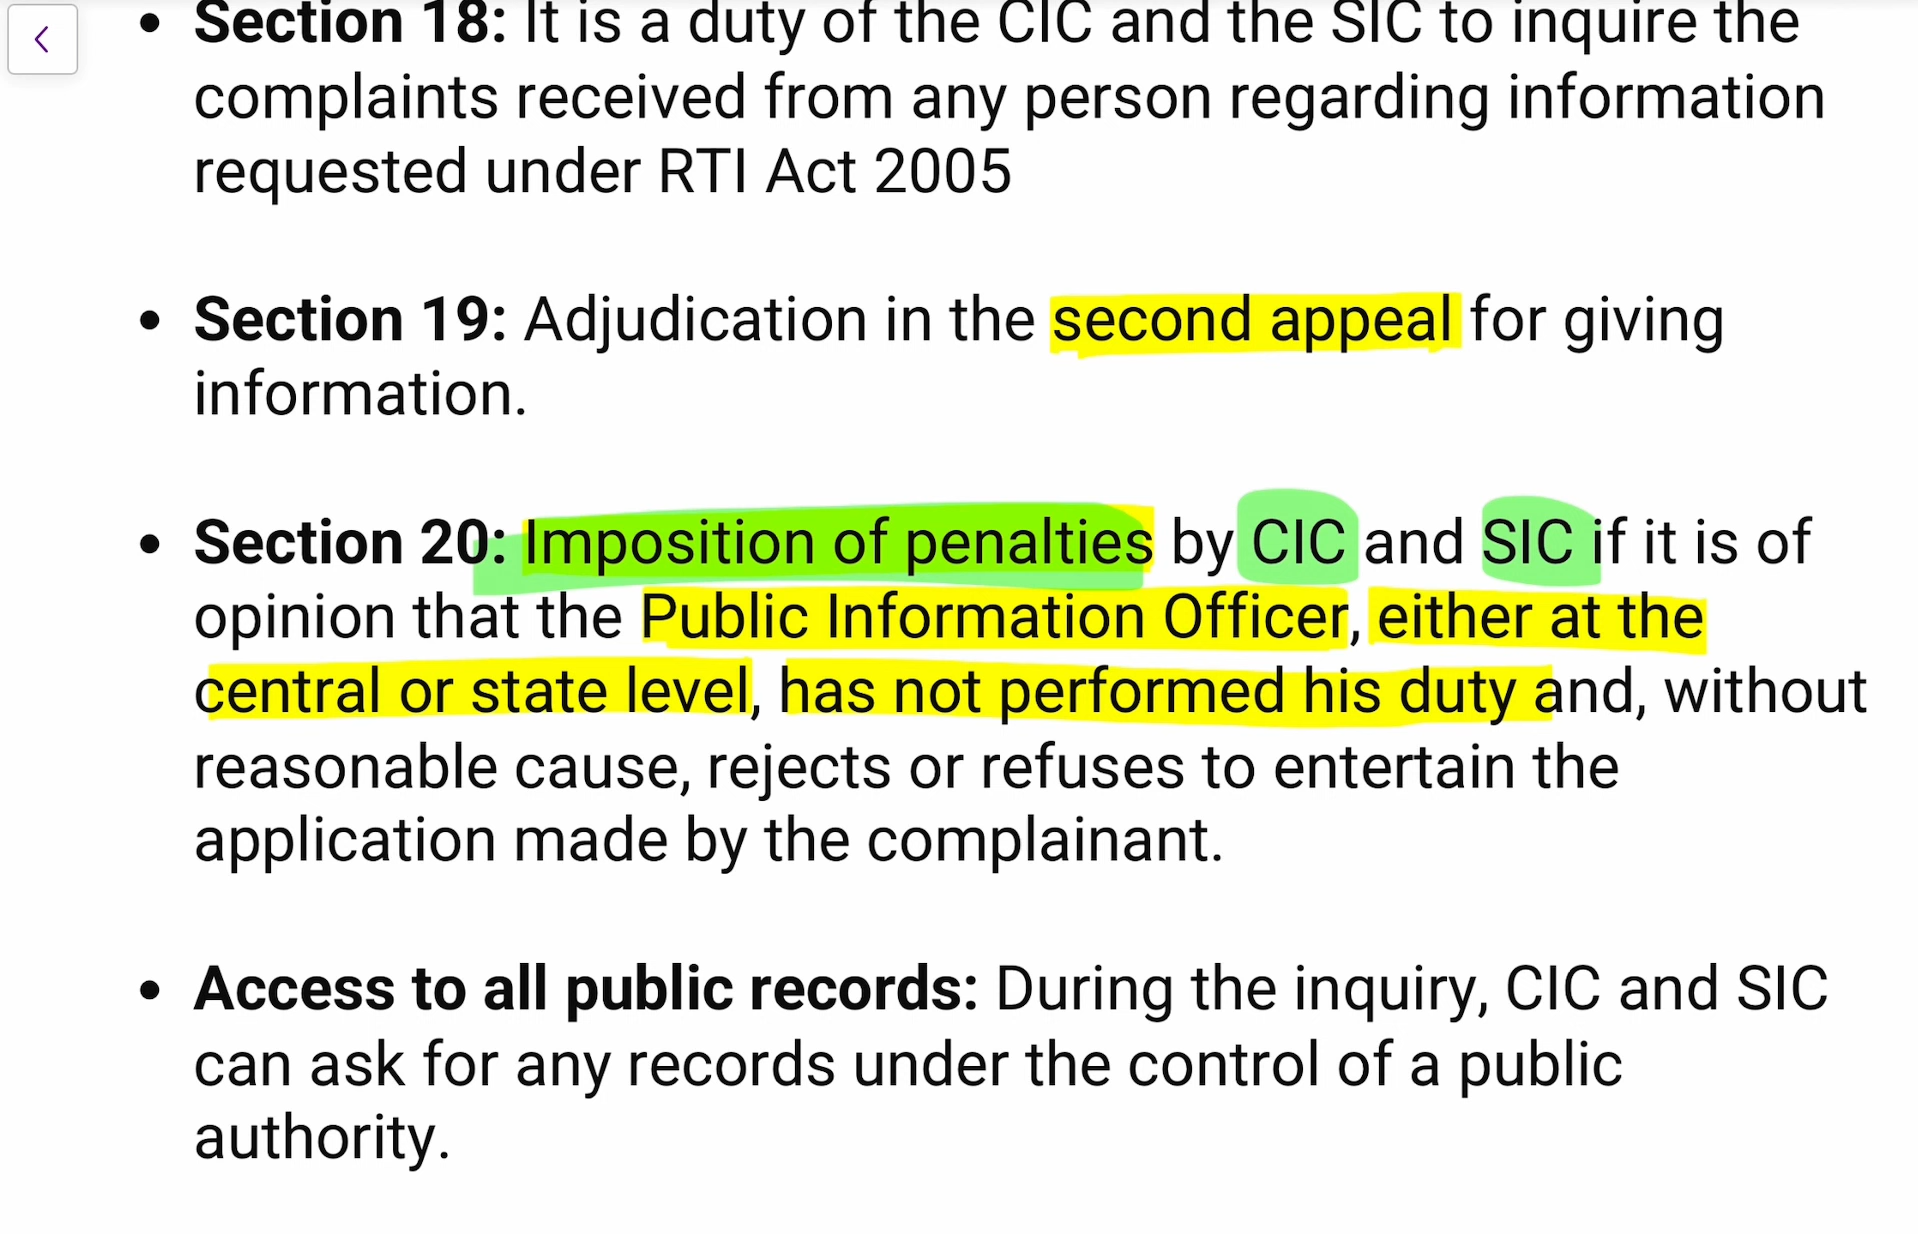 • Section 18: It is a duty of the CIC and the SIC to inquire the
complaints received from any person regarding information
requested under RTI Act 2005
• Section 19: Adjudication in the second appeal for giving
information.
• Section 20: Imposition of penalties by CIC and SIC if it is of
opinion that the Public Information Officer, either at the
central or state level, has not performed his duty and, without
reasonable cause, rejects or refuses to entertain the
application made by the complainant.
• Access to all public records: During the inquiry, CIC and SIC
can ask for any records under the control of a public
authority.